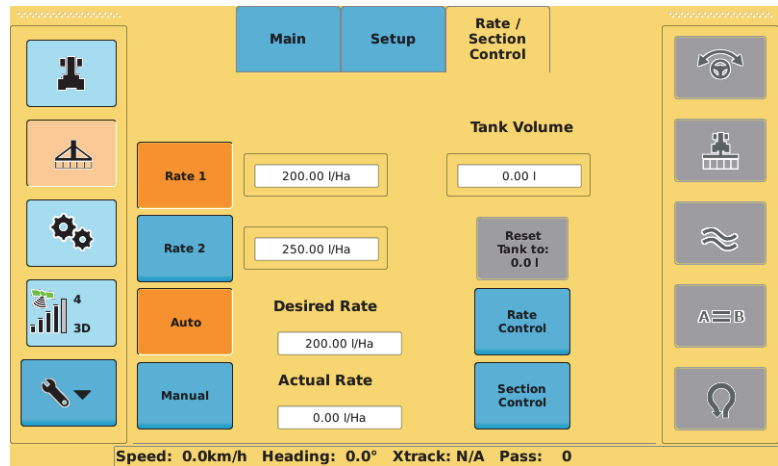 Main
Setup
Rate /
Section
Control
Tank Volume
Rate 1
200.00 l/Ha
0.00 l
Rate 2
250.00 l/Ha
Reset
Tank to:
0.0 l
4
3D
Auto
Desired Rate
200.00 l/Ha
Rate
Control
A=B
Manual
Actual Rate
0.00 l/Ha
Section
Control
Speed: 0.0km/h Heading: 0.0° Xtrack: N/A Pass: 0